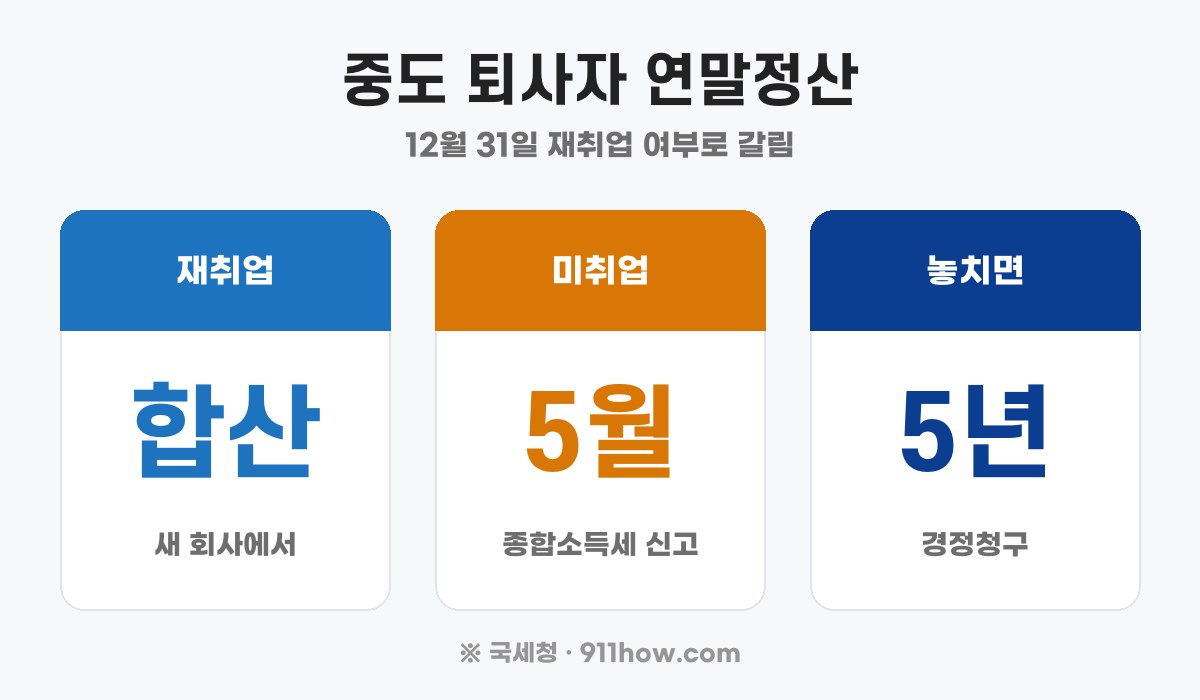 중도 퇴사자 연말정산
12월 31일 재취업 여부로 갈림
재취업
합산
새 회사에서
미취업
5월
종합소득세 신고
놓치면
5년
경정청구
※ 국세청 · 911how.com